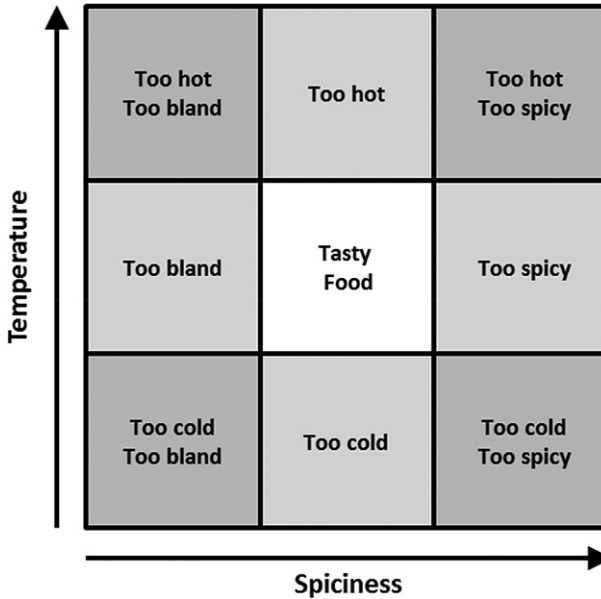 Too hot
Too bland
Too hot
Too hot
Too spicy
Temperature
Too bland
Tasty
Food
Too spicy
Too cold
Too bland
Too cold
Too cold
Too spicy
Spiciness